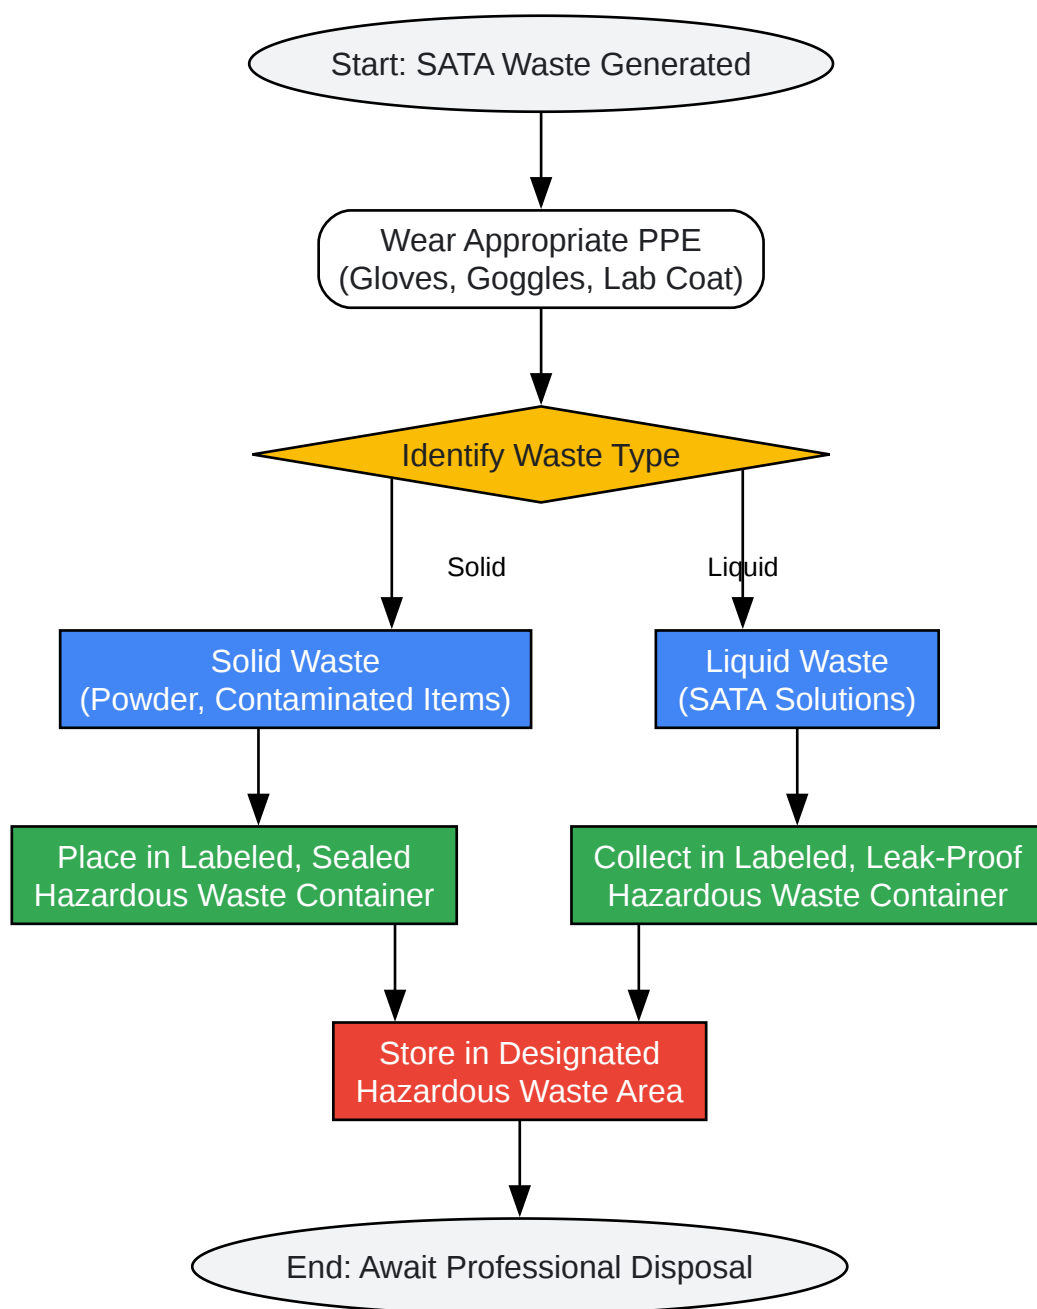 Start: SATA Waste Generated
Wear Appropriate PPE
(Gloves, Goggles, Lab Coat)
Identify Waste Type
Solid
Liquid
Solid Waste
(Powder, Contaminated Items)
Liquid Waste
(SATA Solutions)
Place in Labeled, Sealed
Hazardous Waste Container
Collect in Labeled, Leak-Proof
Hazardous Waste Container
Store in Designated
Hazardous Waste Area
End: Await Professional Disposal